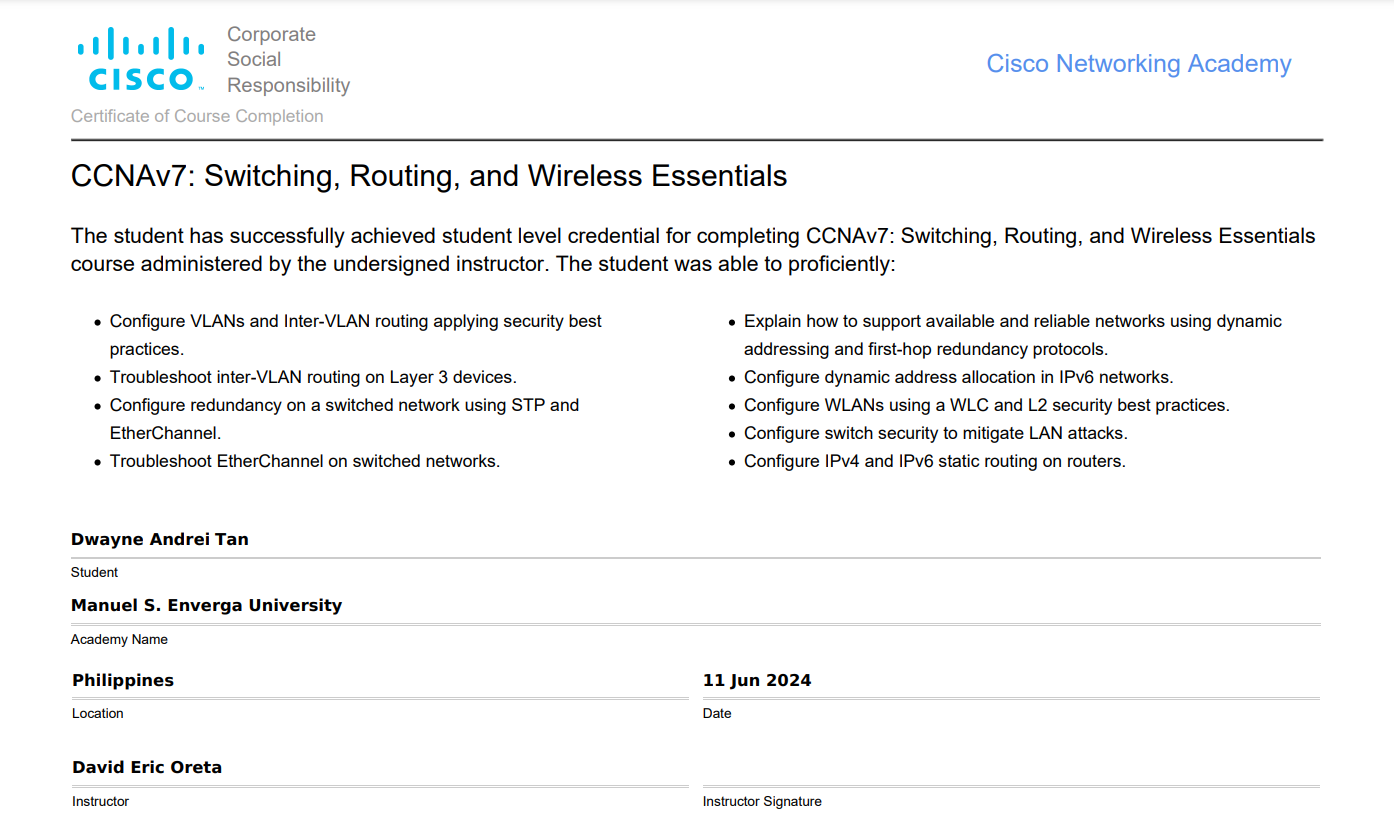 CISCO
Corporate
Social
Responsibility
Cisco Networking Academy
Certificate of Course Completion
CCNAv7: Switching, Routing, and Wireless Essentials
The student has successfully achieved student level credential for completing CCNAv7: Switching, Routing, and Wireless Essentials
course administered by the undersigned instructor. The student was able to proficiently:
• Configure VLANs and Inter-VLAN routing applying security best
practices.
• Troubleshoot inter-VLAN routing on Layer 3 devices.
• Configure redundancy on a switched network using STP and
EtherChannel.
• Troubleshoot EtherChannel on switched networks.
• Explain how to support available and reliable networks using dynamic
addressing and first-hop redundancy protocols.
• Configure dynamic address allocation in IPv6 networks.
• Configure WLANs using a WLC and L2 security best practices.
• Configure switch security to mitigate LAN attacks.
• Configure IPv4 and IPv6 static routing on routers.
Dwayne Andrei Tan
Student
Manuel S. Enverga University
Academy Name
Philippines
Location
11 Jun 2024
Date
David Eric Oreta
Instructor
Instructor Signature